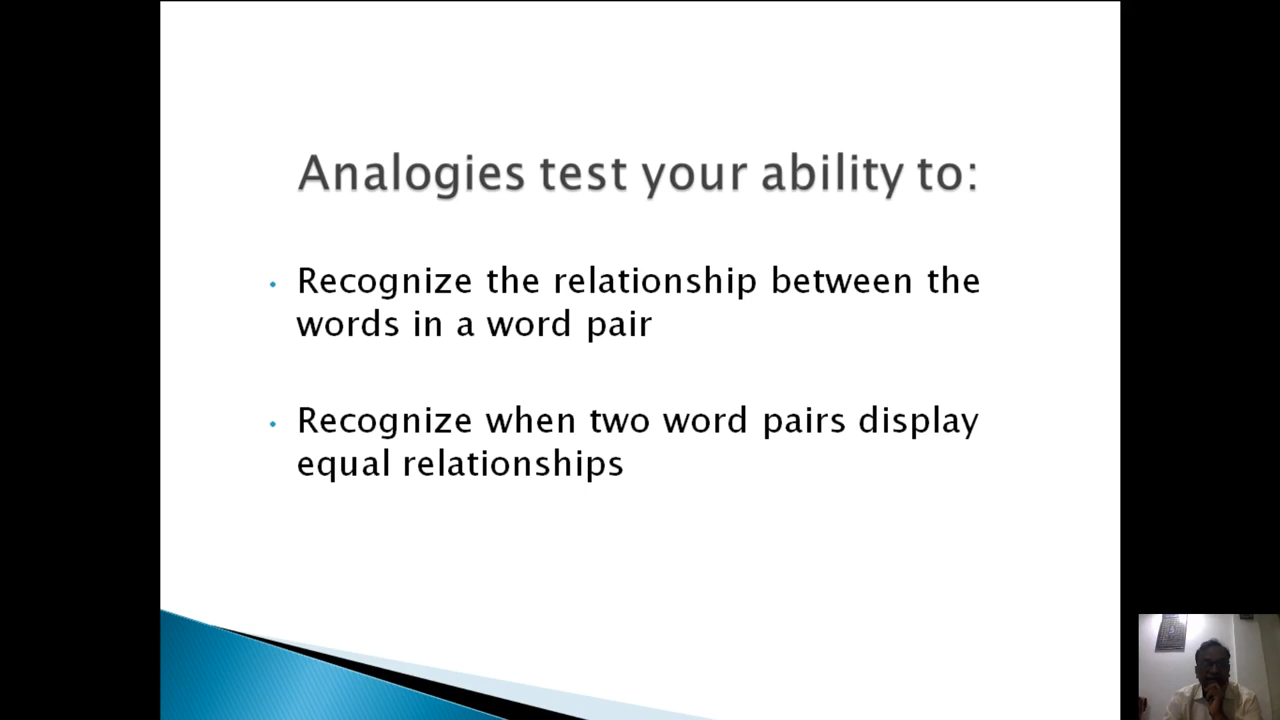 Analogies test your ability to:
• Recognize the relationship between the
words in a word pair
• Recognize when two word pairs display
equal relationships